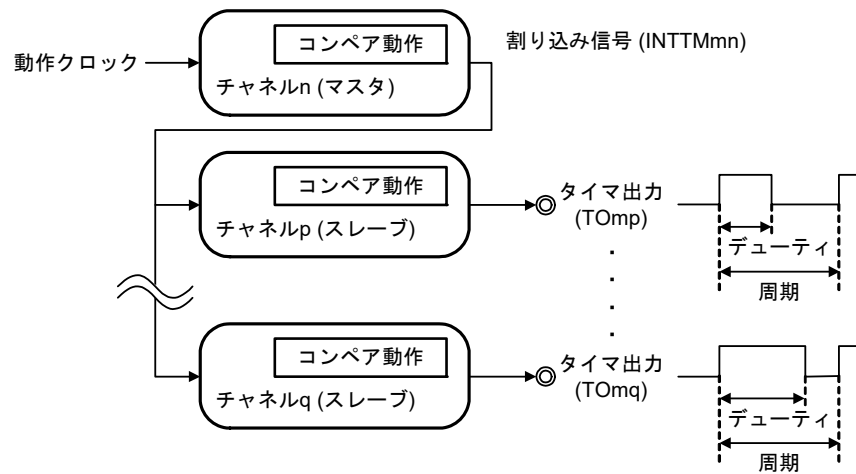 コンペア動作
割り込み信号 (INTTMmn)
動作クロック
チャネルn (マスタ)
コンペア動作
チャネルp (スレーブ)
タイマ出力
(TOmp)
デューティ
周期
コンペア動作
チャネルq (スレーブ)
タイマ出力
(TOmq)
デューティ
周期